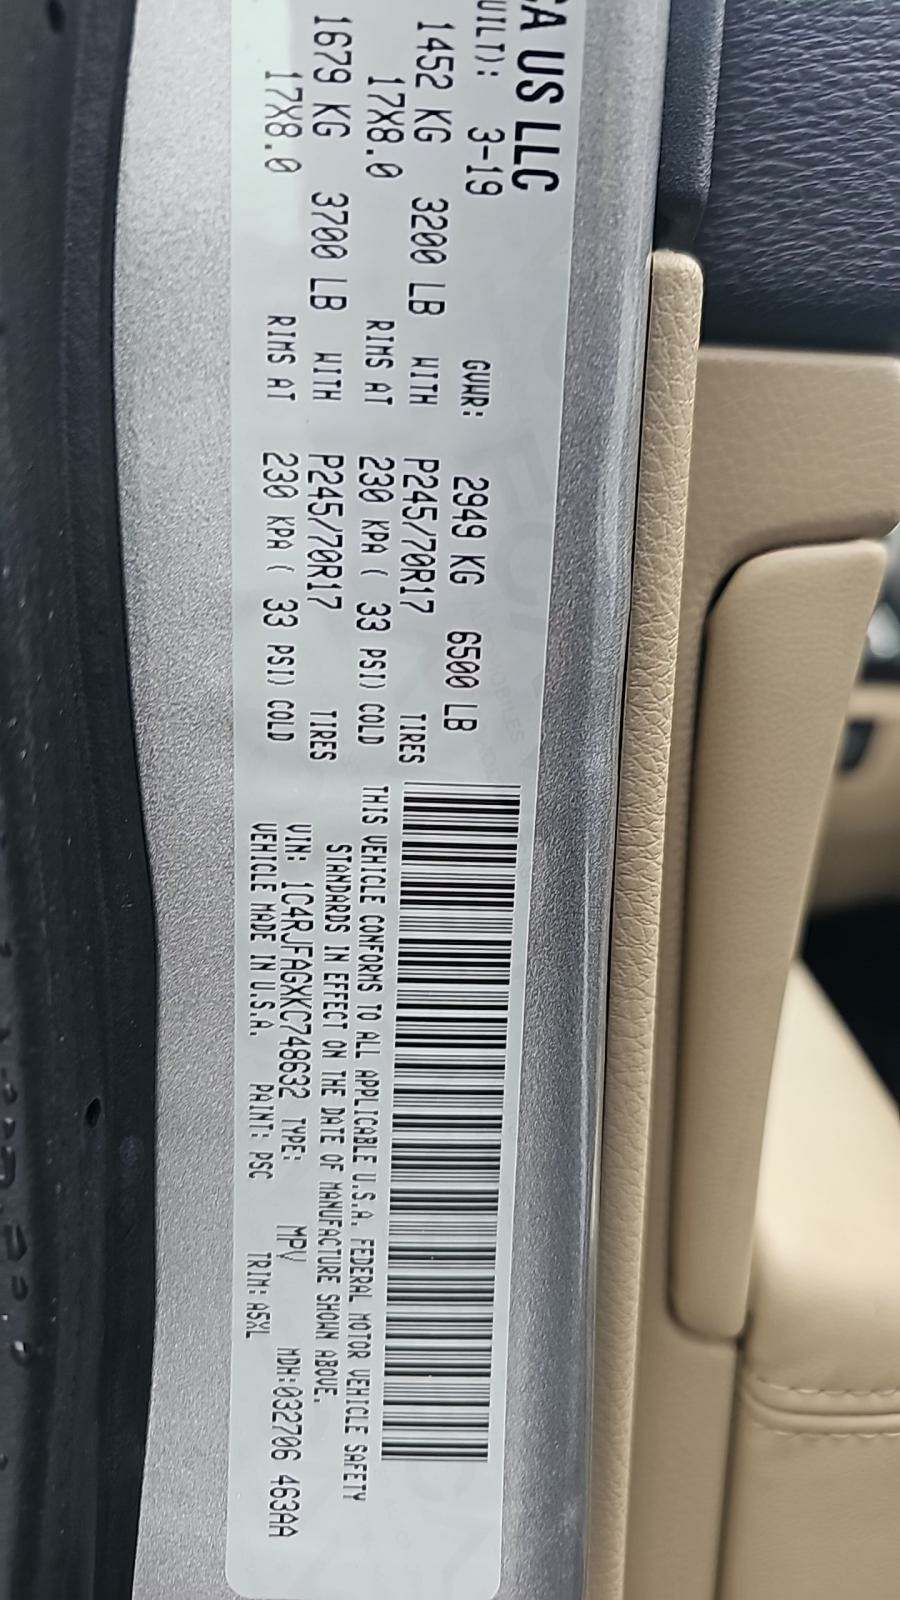 CA US LLC
UILT): 3-19 GVWR: 2949 KG 6500 LB
1452 KG 3200 LB WITH P245/70R17 TIRES
17X8.0 RIMS AT 230 KPA ( 33 PSI) COLD
1679 KG 3700 LB WITH P245/70R17 TIRES
17X8.0 RIMS AT 230 KPA ( 33 PSI) COLD
THIS VEHICLE CONFORMS TO ALL APPLICABLE U.S.A. FEDERAL MOTOR VEHICLE SAFETY
STANDARDS IN EFFECT ON THE DATE OF MANUFACTURE SHOWN ABOVE.
VIN: 1C4RJFAGXKC748632 TYPE: MPV MDH:032706 463AA
VEHICLE MADE IN U.S.A. PAINT: PSC TRIM: A5XL